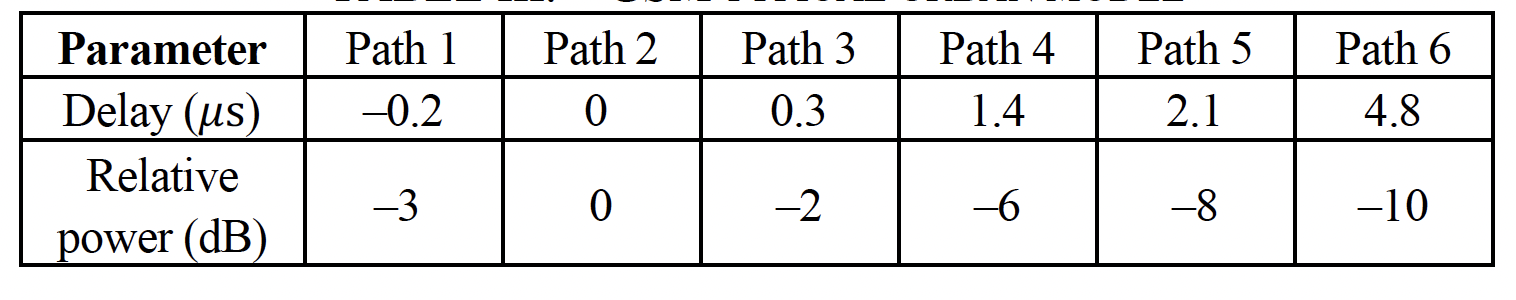 Parameter Path 1 Path 2 Path 3 Path 4 Path 5 Path 6
Delay (μs) –0.2 0 0.3 1.4 2.1 4.8
Relative
power (dB) –3 0 –2 –6 –8 –10